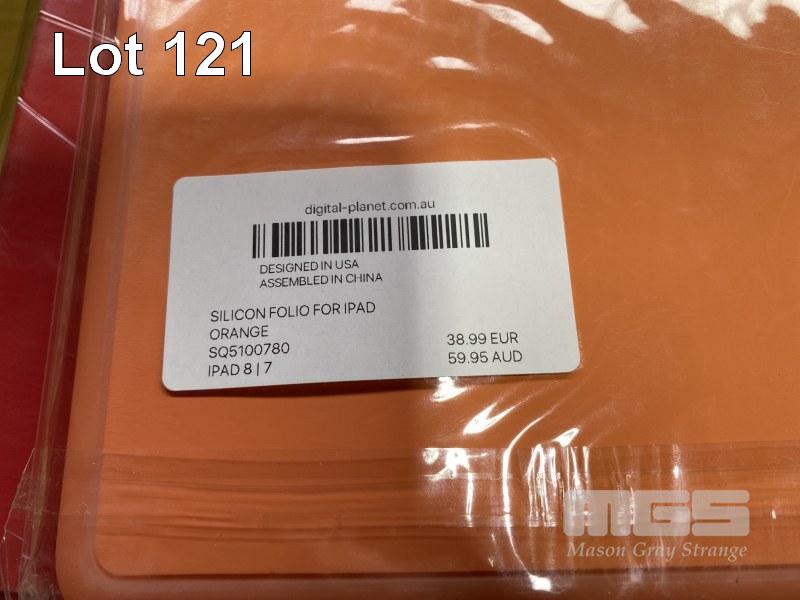 Lot 121
digital-planet.com.au
DESIGNED IN USA
ASSEMBLED IN CHINA
SILICON FOLIO FOR IPAD
ORANGE
SQ5100780
IPAD 8 | 7
38.99 EUR
59.95 AUD
MGS
Mason Gray Strange